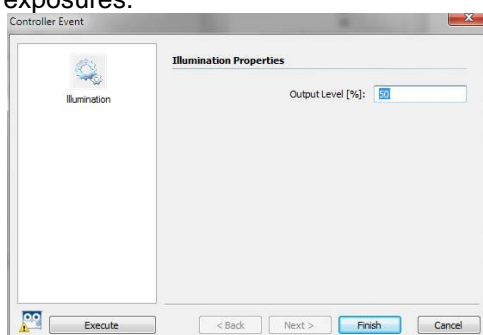 exposures.
Controller Event
Illumination
Illumination Properties
Output Level [%]: 50
Execute
< Back
Next >
Finish
Cancel